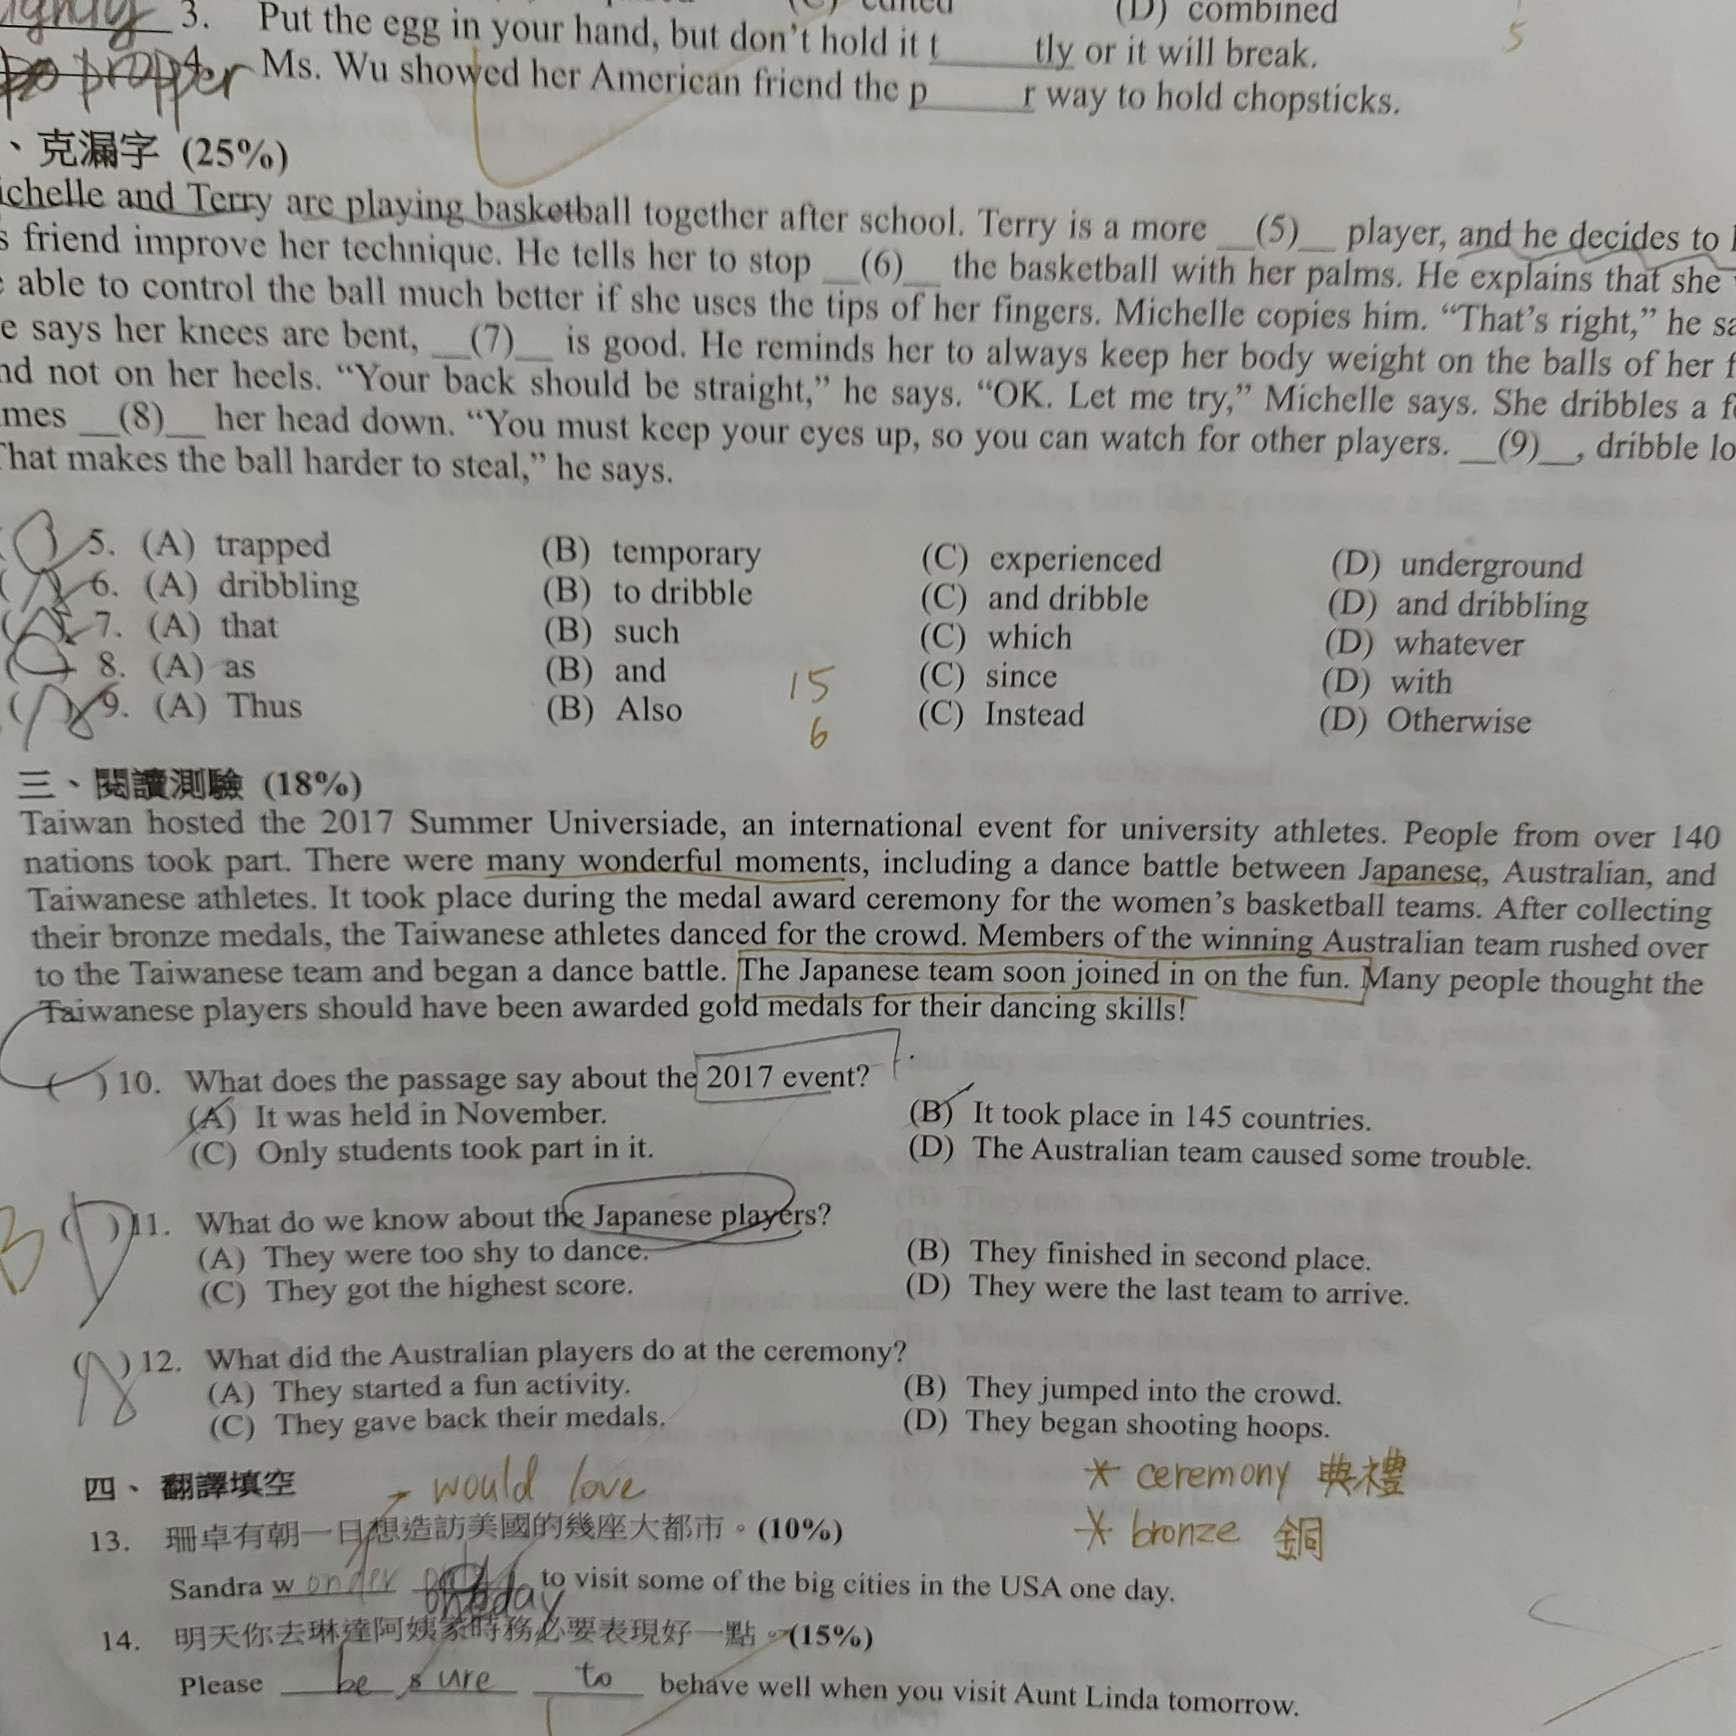 (D) combined
5
3. Put the egg in your hand, but don't hold it t____tly or it will break.
propper 4. Ms. Wu showed her American friend the p____r way to hold chopsticks.
、克漏字 (25%)
ichelle and Terry are playing basketball together after school. Terry is a more __(5)__ player, and he decides to
s friend improve her technique. He tells her to stop __(6)__ the basketball with her palms. He explains that she
e able to control the ball much better if she uses the tips of her fingers. Michelle copies him. “That's right,” he sa
e says her knees are bent, __(7)__ is good. He reminds her to always keep her body weight on the balls of her f
nd not on her heels. “Your back should be straight,” he says. “OK. Let me try,” Michelle says. She dribbles a f
mes __(8)__ her head down. “You must keep your eyes up, so you can watch for other players. __(9)__, dribble lo
That makes the ball harder to steal,” he says.
5. (A) trapped (B) temporary (C) experienced (D) underground
6. (A) dribbling (B) to dribble (C) and dribble (D) and dribbling
7. (A) that (B) such (C) which (D) whatever
8. (A) as (B) and (C) since (D) with
9. (A) Thus (B) Also (C) Instead (D) Otherwise
15
6
三、閱讀測驗 (18%)
Taiwan hosted the 2017 Summer Universiade, an international event for university athletes. People from over 140
nations took part. There were many wonderful moments, including a dance battle between Japanese, Australian, and
Taiwanese athletes. It took place during the medal award ceremony for the women's basketball teams. After collecting
their bronze medals, the Taiwanese athletes danced for the crowd. Members of the winning Australian team rushed over
to the Taiwanese team and began a dance battle. The Japanese team soon joined in on the fun. Many people thought the
Taiwanese players should have been awarded gold medals for their dancing skills!
( ) 10. What does the passage say about the 2017 event?
(A) It was held in November. (B) It took place in 145 countries.
(C) Only students took part in it. (D) The Australian team caused some trouble.
3 (D) 11. What do we know about the Japanese players?
(A) They were too shy to dance. (B) They finished in second place.
(C) They got the highest score. (D) They were the last team to arrive.
( ) 12. What did the Australian players do at the ceremony?
(A) They started a fun activity. (B) They jumped into the crowd.
(C) They gave back their medals. (D) They began shooting hoops.
四、翻譯填空
would love
* ceremony 典禮
* bronze 銅
13. 珊卓有朝一日想造訪美國的幾座大都市。(10%)
Sandra wonder oneday to visit some of the big cities in the USA one day.
14. 明天你去琳達阿姨家時務必要表現好一點。(15%)
Please be sure to behave well when you visit Aunt Linda tomorrow.